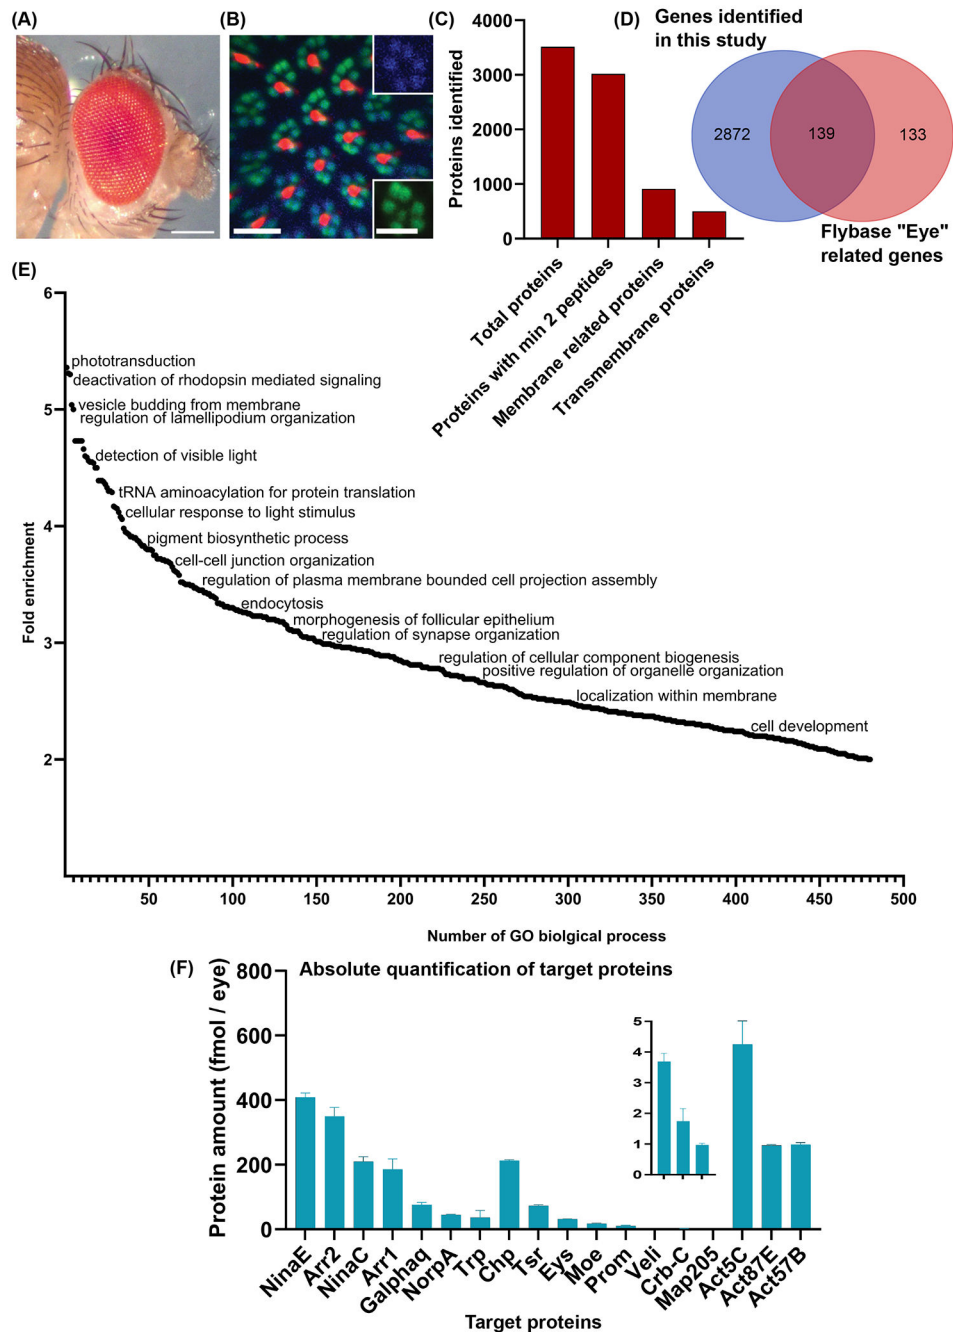 (A)
(B)
(C)
Proteins identified
4000
3000
2000
1000
0
Total proteins
Proteins with min 2 peptides
Membrane related proteins
Transmembrane proteins
(D)
Genes identified
in this study
2872
139
133
Flybase "Eye"
related genes
(E)
Fold enrichment
6
5
4
3
2
phototransduction
deactivation of rhodopsin mediated signaling
vesicle budding from membrane
regulation of lamellipodium organization
detection of visible light
tRNA aminoacylation for protein translation
cellular response to light stimulus
pigment biosynthetic process
cell-cell junction organization
regulation of plasma membrane bounded cell projection assembly
endocytosis
morphogenesis of follicular epithelium
regulation of synapse organization
regulation of cellular component biogenesis
positive regulation of organelle organization
localization within membrane
cell development
50
100
150
200
250
300
350
400
450
500
Number of GO biolgical process
(F)
Absolute quantification of target proteins
Protein amount (fmol / eye)
800
600
400
200
0
5
4
3
2
1
0
NinaE
Arr2
NinaC
Arr1
Galphaq
NorpA
Trp
Chp
Tsr
Eys
Moe
Prom
Veli
Crb-C
Map205
Act5C
Act87E
Act57B
Target proteins